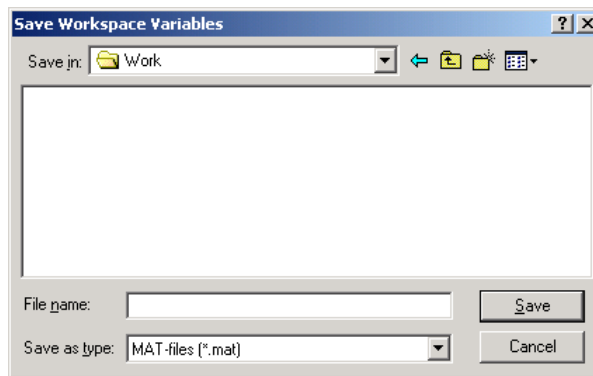 Save Workspace Variables
Save in: Work
File name: Save
Save as type: MAT-files (*.mat) Cancel